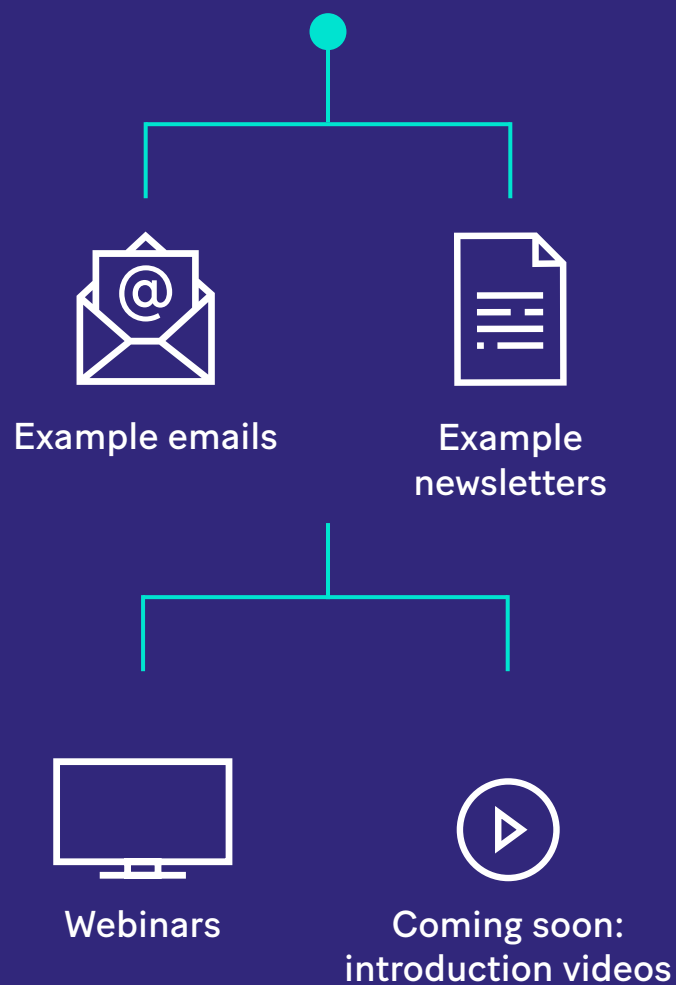 @
Example emails
Example
newsletters
Webinars
Coming soon:
introduction videos